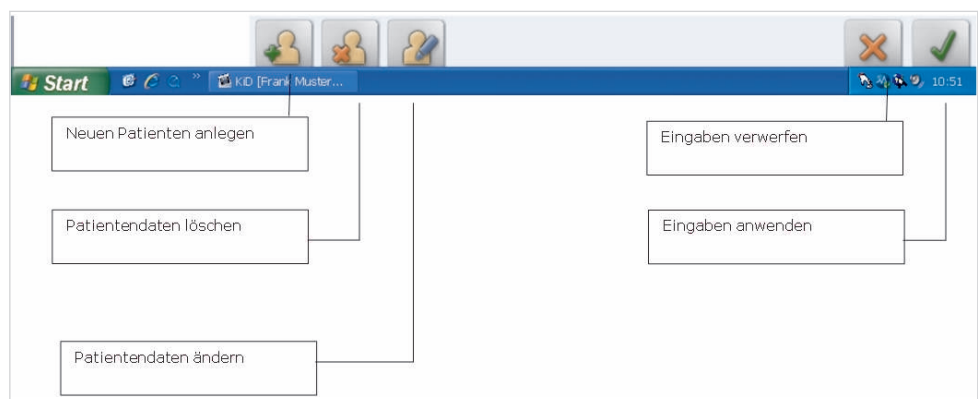 Start
»
KiD [Frank Muster...
10:51
Neuen Patienten anlegen
Eingaben verwerfen
Patientendaten löschen
Eingaben anwenden
Patientendaten ändern